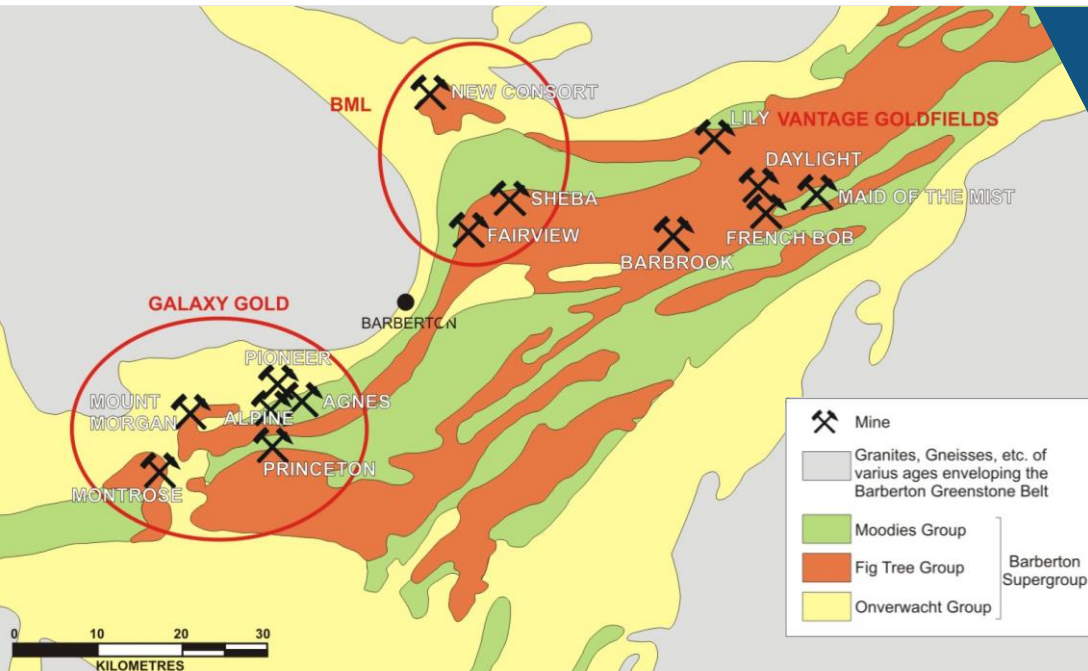 BML
NEW CONSORT
LILY
VANTAGE GOLDFIELDS
DAYLIGHT
MAID OF THE MIST
SHEBA
FAIRVIEW
FRENCH BOB
BARBROOK
GALAXY GOLD
BARBERTON
PIONEER
MOUNT
MORGAN
ALPINE
AGNES
PRINCETON
MONTROSE
Mine
Granites, Gneisses, etc. of
varius ages enveloping the
Barberton Greenstone Belt
Moodies Group
Fig Tree Group
Onverwacht Group
Barberton
Supergroup
0 10 20 30
KILOMETRES